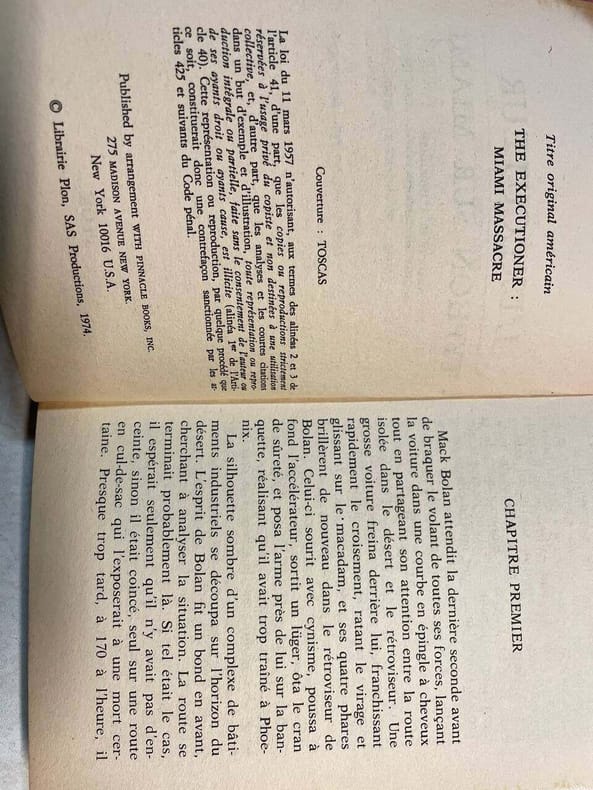 Titre original américain
THE EXECUTIONER :
MIAMI MASSACRE
Couverture : TOSCAS
La loi du 11 mars 1957 n'autorisant, aux termes des alinéas 2 et 3 de
l'article 41, d'une part, que les copies ou reproductions strictement
réservées à l'usage privé du copiste et non destinées à une utilisation
collective, et, d'autre part, que les analyses et les courtes citations
dans un but d'exemple et d'illustration, toute représentation ou repro-
duction intégrale ou partielle, faite sans le consentement de l'auteur ou
de ses ayants droit ou ayants cause, est illicite (alinéa 1er de l'Arti-
cle 40). Cette représentation ou reproduction, par quelque procédé que
ce soit, constituerait donc une contrefaçon sanctionnée par les ar-
ticles 425 et suivants du Code pénal.
Published by arrangement WITH PINNACLE BOOKS, INC.
275 MADISON AVENUE NEW YORK.
New York 10016 U.S.A.
© Librairie Plon, SAS Productions, 1974.
CHAPITRE PREMIER
Mack Bolan attendit la dernière seconde avant
de braquer le volant de toutes ses forces, lançant
la voiture dans une courbe en épingle à cheveux
tout en partageant son attention entre la route
isolée dans le désert et le rétroviseur. Une
grosse voiture freina derrière lui, franchissant
rapidement le croisement, ratant le virage et
glissant sur le macadam, et ses quatre phares
brillèrent de nouveau dans le rétroviseur de
Bolan. Celui-ci sourit avec cynisme, poussa à
fond l'accélérateur, sortit un lüger, ôta le cran
de sûreté, et posa l'arme près de lui sur la ban-
quette, réalisant qu'il avait trop traîné à Phoe-
nix.
La silhouette sombre d'un complexe de bâti-
ments industriels se découpa sur l'horizon du
désert. L'esprit de Bolan fit un bond en avant,
cherchant à analyser la situation. La route se
terminait probablement là. Si tel était le cas,
il espérait seulement qu'il n'y avait pas d'en-
ceinte, sinon il était coincé, seul sur une route
en cul-de-sac qui l'exposerait à une mort cer-
taine. Presque trop tard, à 170 à l'heure, il